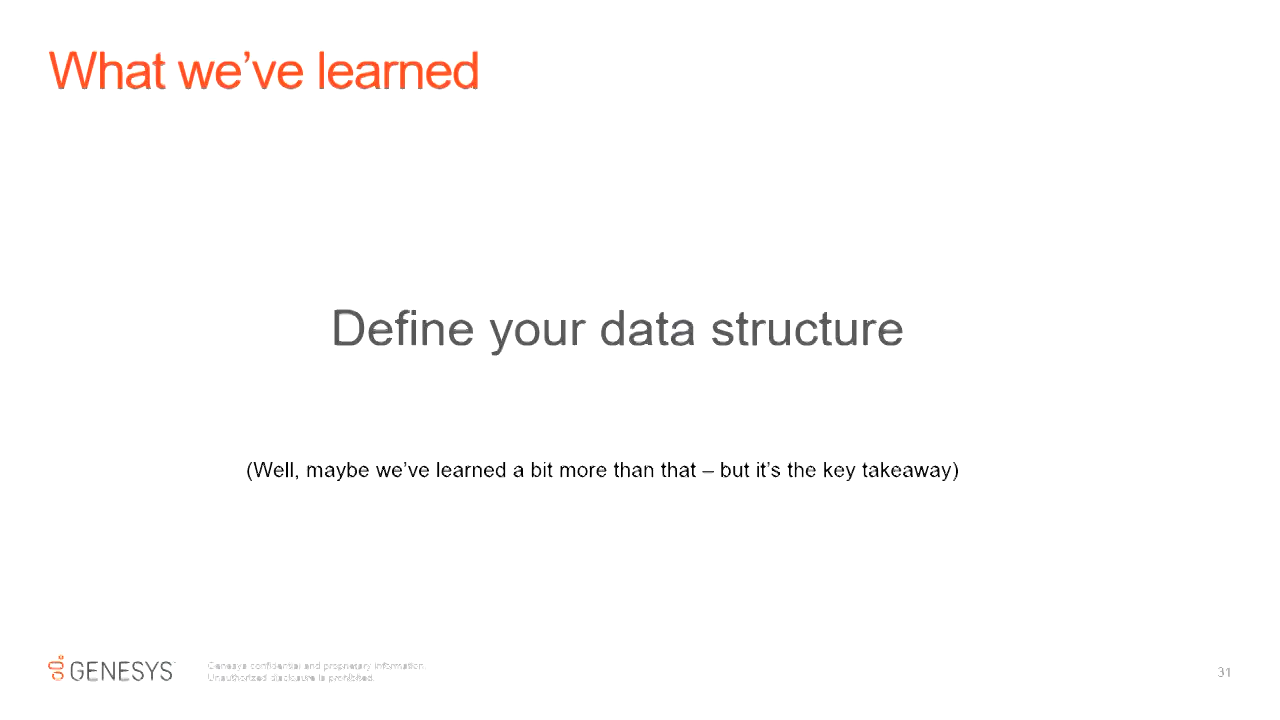 What we’ve learned
Define your data structure
(Well, maybe we’ve learned a bit more than that – but it’s the key takeaway)
GENESYS
Genesys confidential and proprietary information.
Unauthorized disclosure is prohibited.
31